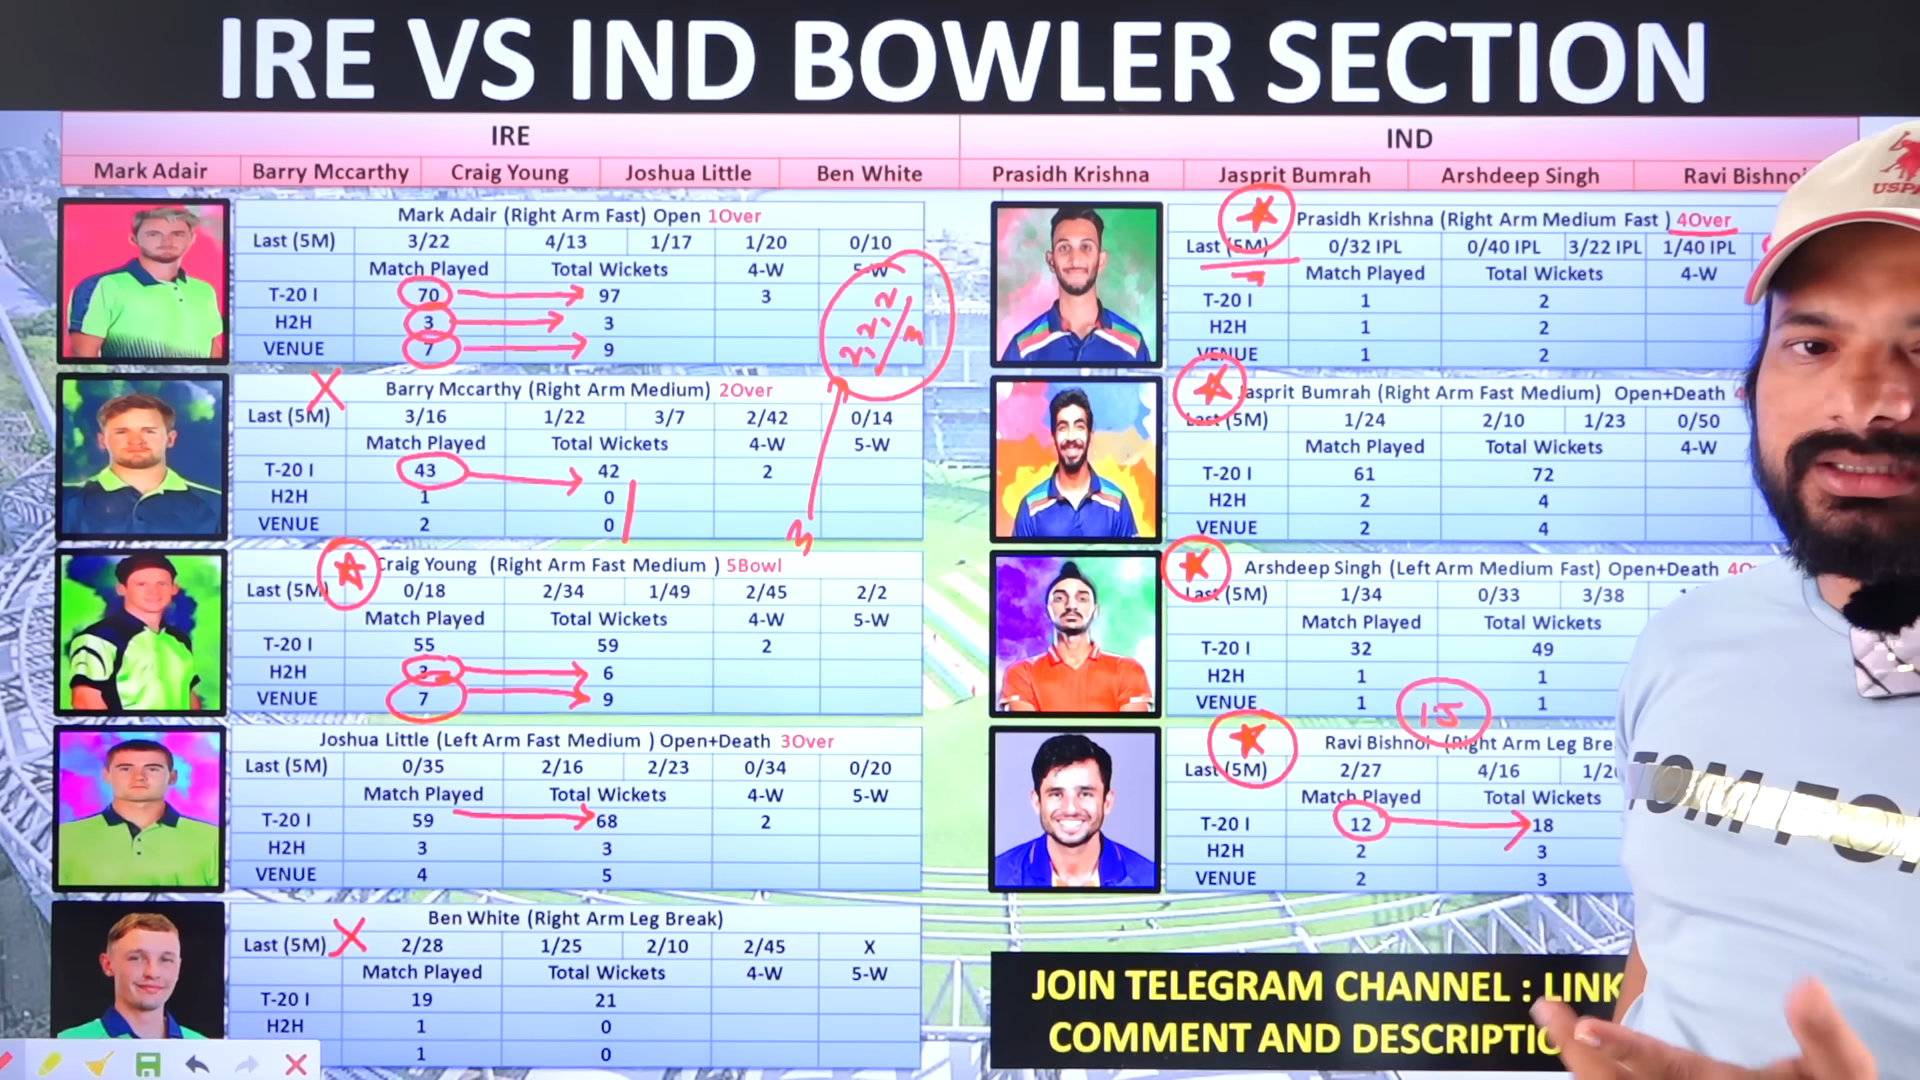 IRE VS IND BOWLER SECTION
IRE
Mark Adair Barry Mccarthy Craig Young Joshua Little Ben White
Mark Adair (Right Arm Fast) Open 1Over
Last (5M) 3/22 4/13 1/17 1/20 0/10
Match Played Total Wickets 4-W 5-W
T-20 I 70 97 3
H2H 3 3
VENUE 7 9
Barry Mccarthy (Right Arm Medium) 2Over
Last (5M) 3/16 1/22 3/7 2/42 0/14
Match Played Total Wickets 4-W 5-W
T-20 I 43 42 2
H2H 1 0
VENUE 2 0
Craig Young (Right Arm Fast Medium ) 5Bowl
Last (5M) 0/18 2/34 1/49 2/45 2/2
Match Played Total Wickets 4-W 5-W
T-20 I 55 59 2
H2H 3 6
VENUE 7 9
Joshua Little (Left Arm Fast Medium ) Open+Death 3Over
Last (5M) 0/35 2/16 2/23 0/34 0/20
Match Played Total Wickets 4-W 5-W
T-20 I 59 68 2
H2H 3 3
VENUE 4 5
Ben White (Right Arm Leg Break)
Last (5M) 2/28 1/25 2/10 2/45 X
Match Played Total Wickets 4-W 5-W
T-20 I 19 21
H2H 1 0
1 0
IND
Prasidh Krishna Jasprit Bumrah Arshdeep Singh Ravi Bishnoi
Prasidh Krishna (Right Arm Medium Fast ) 4Over
Last (5M) 0/32 IPL 0/40 IPL 3/22 IPL 1/40 IPL
Match Played Total Wickets 4-W
T-20 I 1 2
H2H 1 2
VENUE 1 2
Jasprit Bumrah (Right Arm Fast Medium) Open+Death 4
Last (5M) 1/24 2/10 1/23 0/50
Match Played Total Wickets 4-W
T-20 I 61 72
H2H 2 4
VENUE 2 4
Arshdeep Singh (Left Arm Medium Fast) Open+Death 4O
Last (5M) 1/34 0/33 3/38
Match Played Total Wickets
T-20 I 32 49
H2H 1 1
VENUE 1 1
15
Ravi Bishnoi (Right Arm Leg Brea
Last (5M) 2/27 4/16 1/2
Match Played Total Wickets
T-20 I 12 18
H2H 2 3
VENUE 2 3
JOIN TELEGRAM CHANNEL : LINK
COMMENT AND DESCRIPTIO
USPA
TOM FO